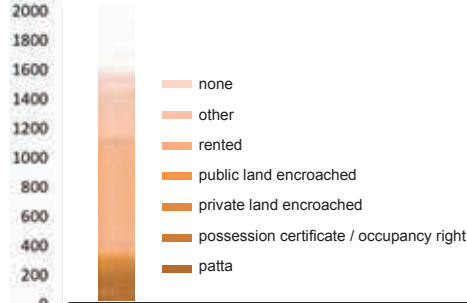 2000
1800
1600
1400
1200
1000
800
600
400
200
0
none
other
rented
public land encroached
private land encroached
possession certificate / occupancy right
patta